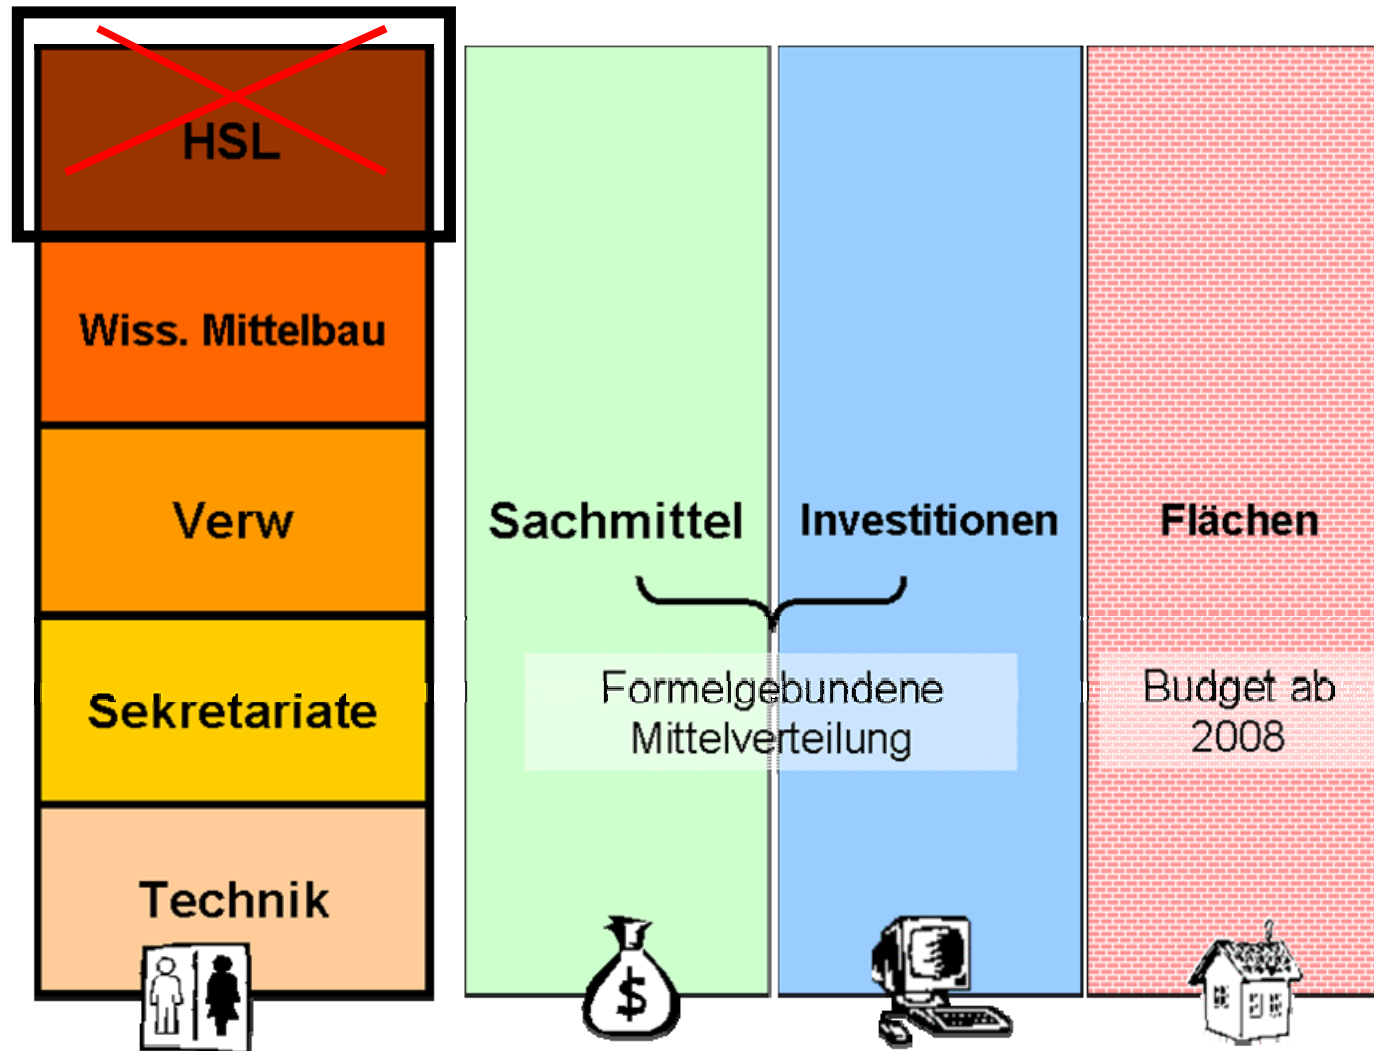 HSL
Wiss. Mittelbau
Verw
Sekretariate
Technik
Sachmittel
Investitionen
Formelgebundene
Mittelverteilung
Flächen
Budget ab
2008
$